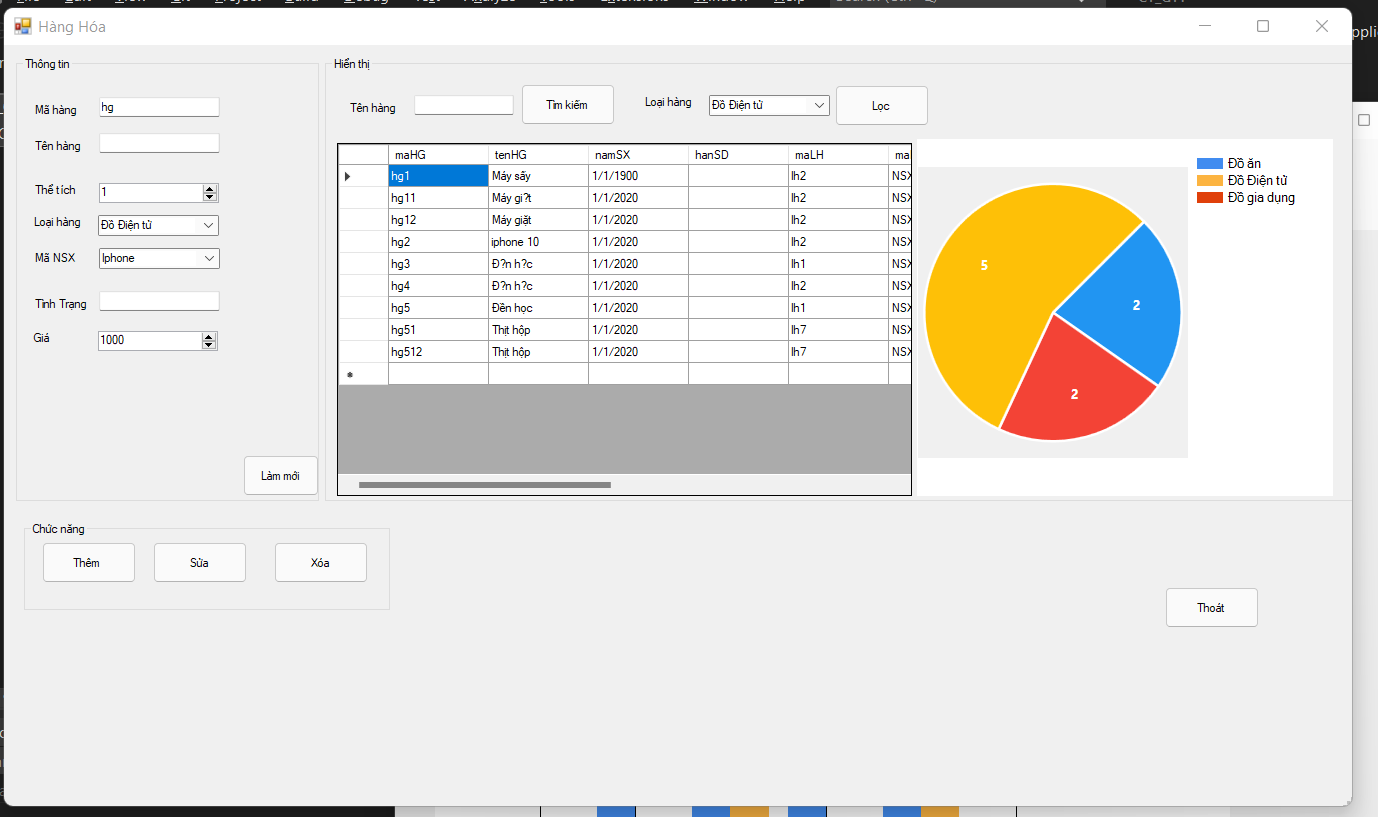 Hàng Hóa
Thông tin
Mã hàng hg
Tên hàng
Thể tích 1
Loại hàng Đồ Điện tử
Mã NSX Iphone
Tình Trạng
Giá 1000
Làm mới
Hiển thị
Tên hàng Tìm kiếm Loại hàng Đồ Điện tử Lọc
maHG tenHG namSX hanSD maLH ma
hg1 Máy sấy 1/1/1900 lh2 NSX
hg11 Máy gi?t 1/1/2020 lh2 NSX
hg12 Máy giặt 1/1/2020 lh2 NSX
hg2 iphone 10 1/1/2020 lh2 NSX
hg3 Đ?n h?c 1/1/2020 lh1 NSX
hg4 Đ?n h?c 1/1/2020 lh2 NSX
hg5 Đèn học 1/1/2020 lh1 NSX
hg51 Thịt hộp 1/1/2020 lh7 NSX
hg512 Thịt hộp 1/1/2020 lh7 NSX
Đồ ăn
Đồ Điện tử
Đồ gia dụng
5
2
2
Chức năng
Thêm Sửa Xóa
Thoát